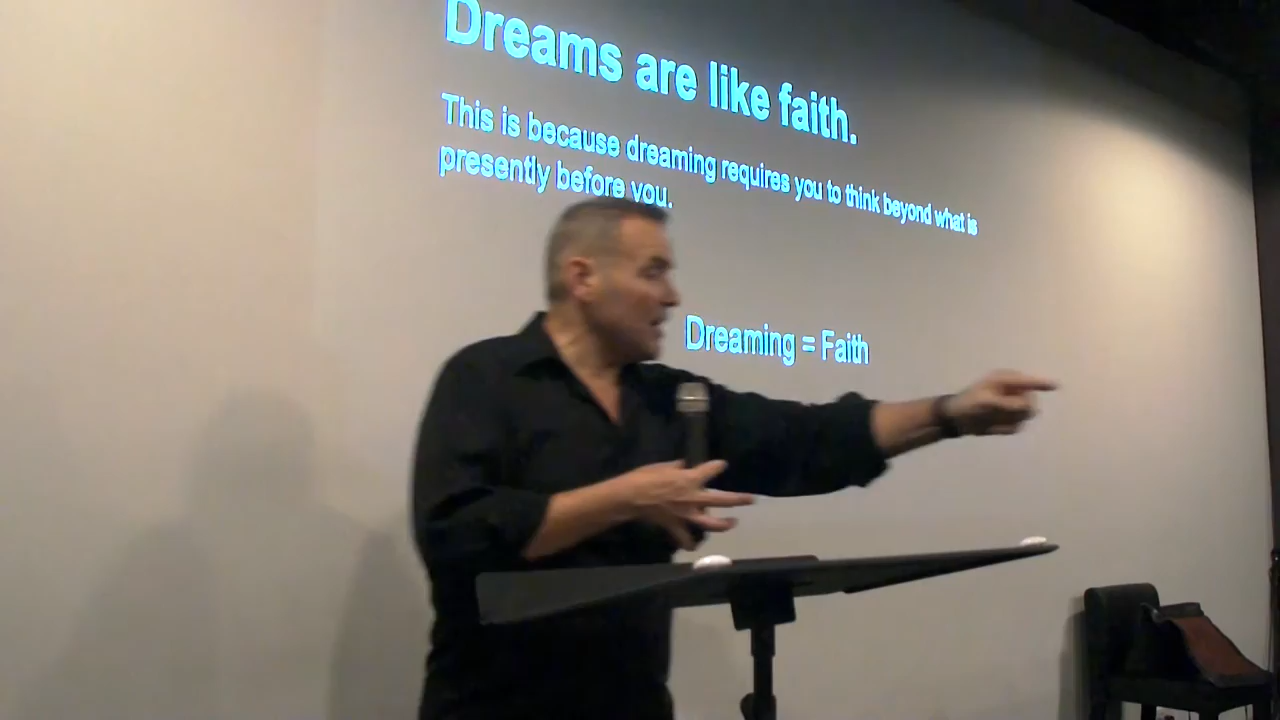 Dreams are like faith.
This is because dreaming requires you to think beyond what is
presently before you.
Dreaming = Faith